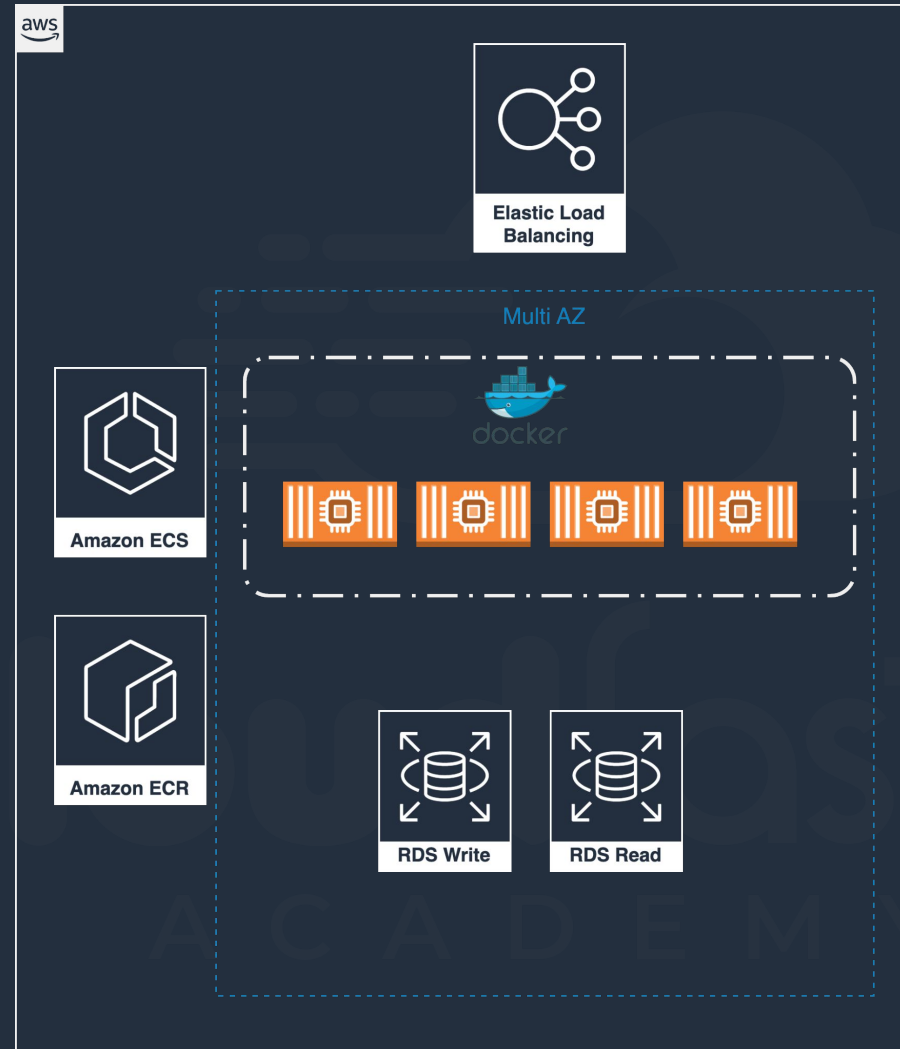 aws
Elastic Load
Balancing
Multi AZ
docker
Amazon ECS
Amazon ECR
RDS Write
RDS Read
ACADEMY